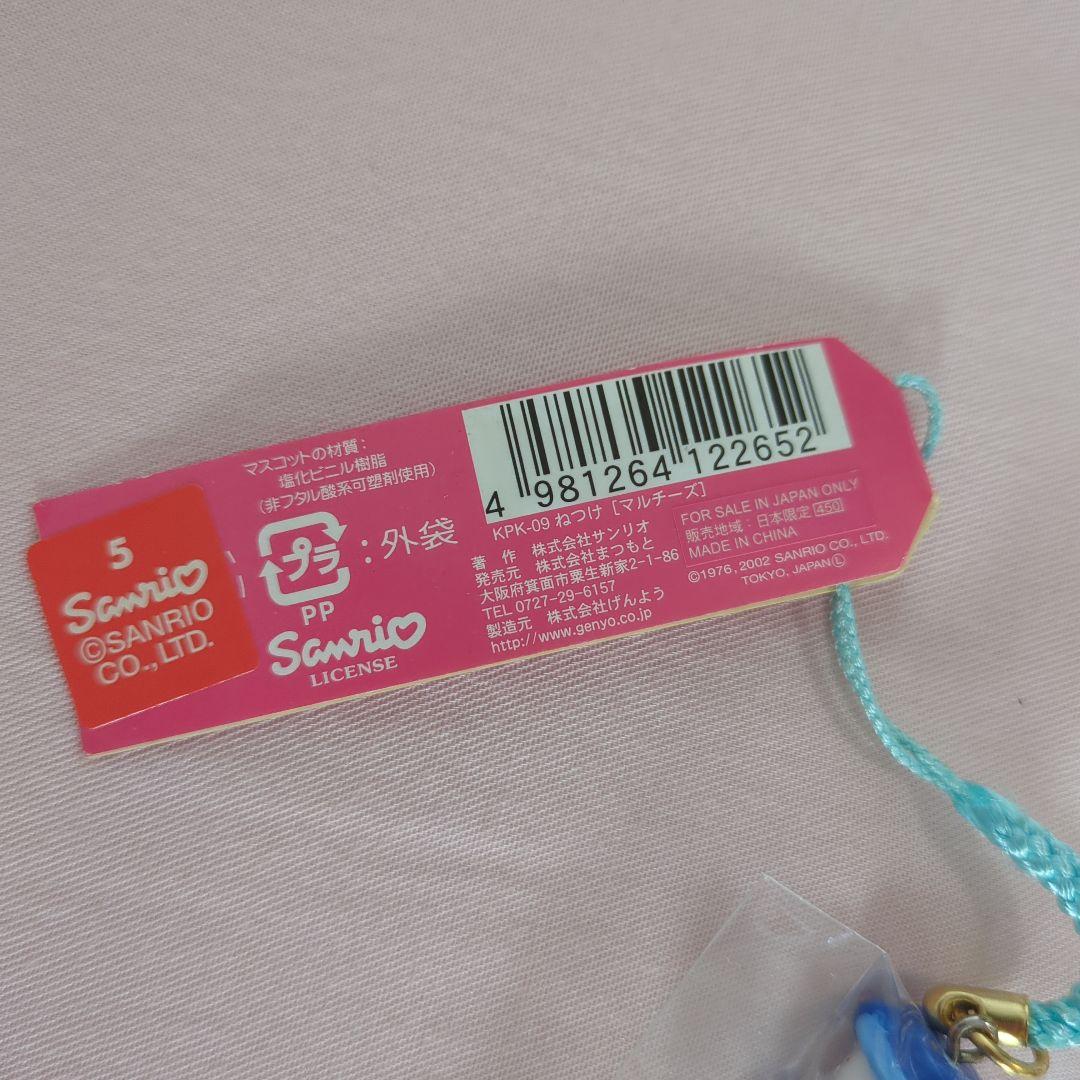 マスコットの材質:
塩化ビニル樹脂
(非フタル酸系可塑剤使用)
プラ
:外袋
PP
Sanrio
LICENSE
5
Sanrio
©SANRIO
CO.,LTD.
4 981264 122652
KPK-09 ねつけ [マルチーズ]
著 作 株式会社サンリオ
発売元 株式会社まつもと
大阪府箕面市粟生新家2-1-86
TEL 0727-29-6157
製造元 株式会社げんよう
http://www.genyo.co.jp
FOR SALE IN JAPAN ONLY
販売地域:日本限定 450
MADE IN CHINA
©1976, 2002 SANRIO CO., LTD.
TOKYO, JAPAN Ⓛ